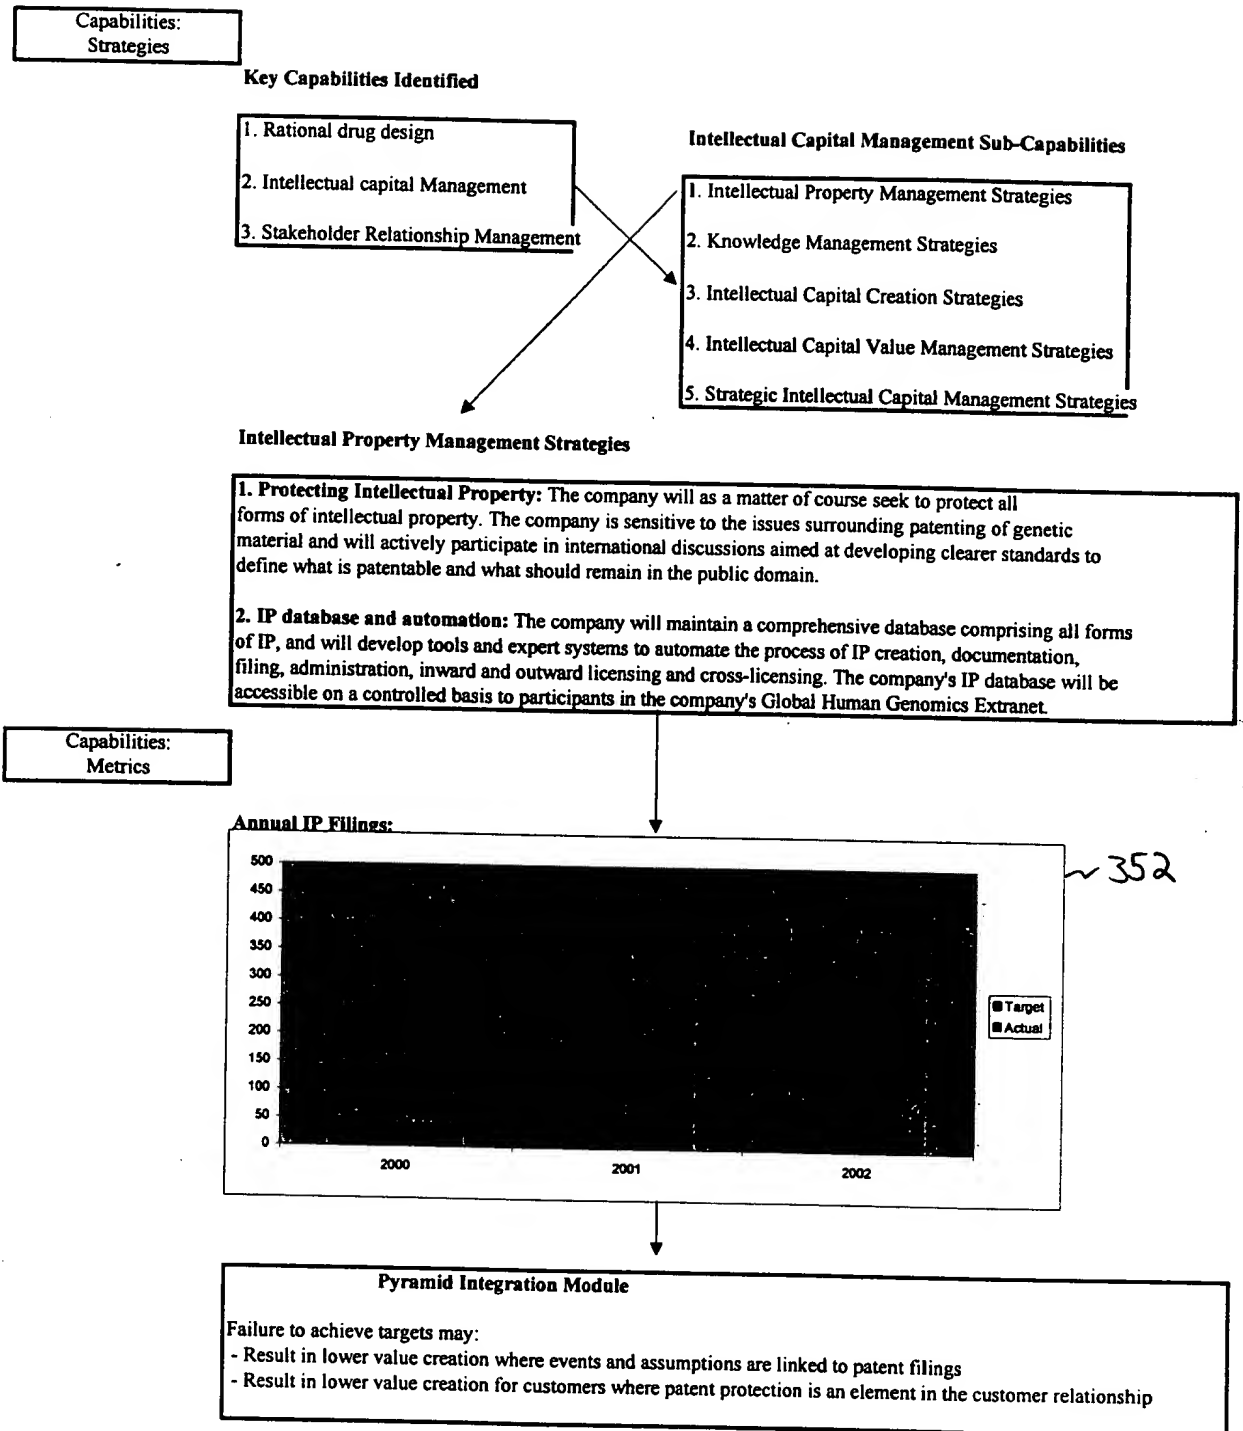 Capabilities:
Strategies
Key Capabilities Identified
1. Rational drug design
2. Intellectual capital Management
3. Stakeholder Relationship Management
Intellectual Capital Management Sub-Capabilities
1. Intellectual Property Management Strategies
2. Knowledge Management Strategies
3. Intellectual Capital Creation Strategies
4. Intellectual Capital Value Management Strategies
5. Strategic Intellectual Capital Management Strategies
Intellectual Property Management Strategies
1. Protecting Intellectual Property: The company will as a matter of course seek to protect all
forms of intellectual property. The company is sensitive to the issues surrounding patenting of genetic
material and will actively participate in international discussions aimed at developing clearer standards to
define what is patentable and what should remain in the public domain.
2. IP database and automation: The company will maintain a comprehensive database comprising all forms
of IP, and will develop tools and expert systems to automate the process of IP creation, documentation,
filing, administration, inward and outward licensing and cross-licensing. The company's IP database will be
accessible on a controlled basis to participants in the company's Global Human Genomics Extranet.
Capabilities:
Metrics
Annual IP Filings:
352
500
450
400
350
300
250
200
150
100
50
0
Target
Actual
2000
2001
2002
Pyramid Integration Module
Failure to achieve targets may:
- Result in lower value creation where events and assumptions are linked to patent filings
- Result in lower value creation for customers where patent protection is an element in the customer relationship